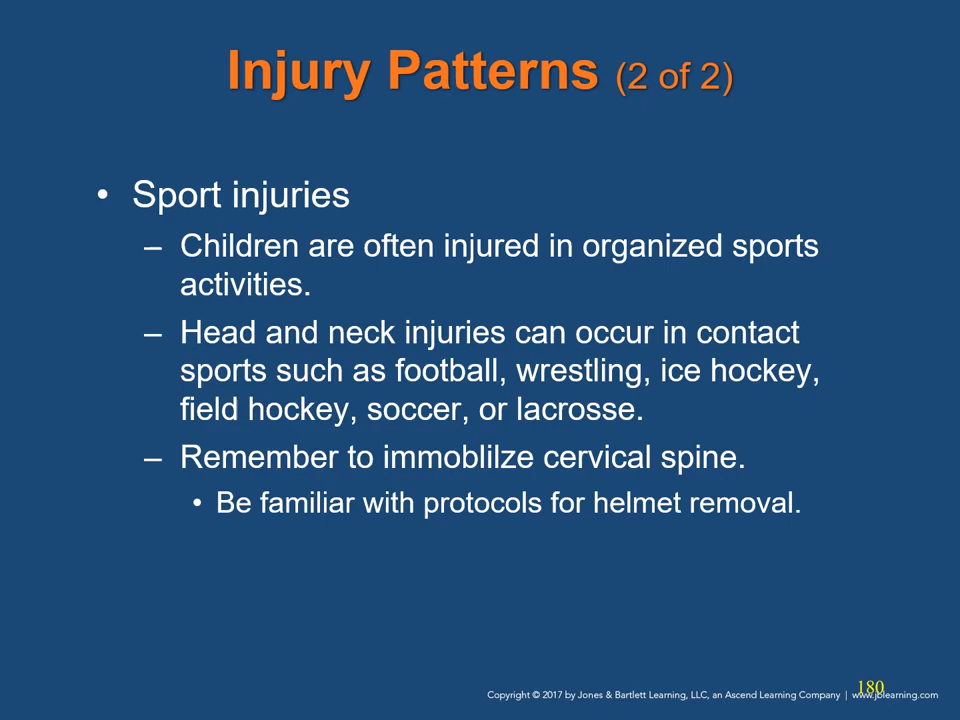 Injury Patterns (2 of 2)
• Sport injuries
– Children are often injured in organized sports
activities.
– Head and neck injuries can occur in contact
sports such as football, wrestling, ice hockey,
field hockey, soccer, or lacrosse.
– Remember to immoblilze cervical spine.
• Be familiar with protocols for helmet removal.
180
Copyright © 2017 by Jones & Bartlett Learning, LLC, an Ascend Learning Company | www.jblearning.com